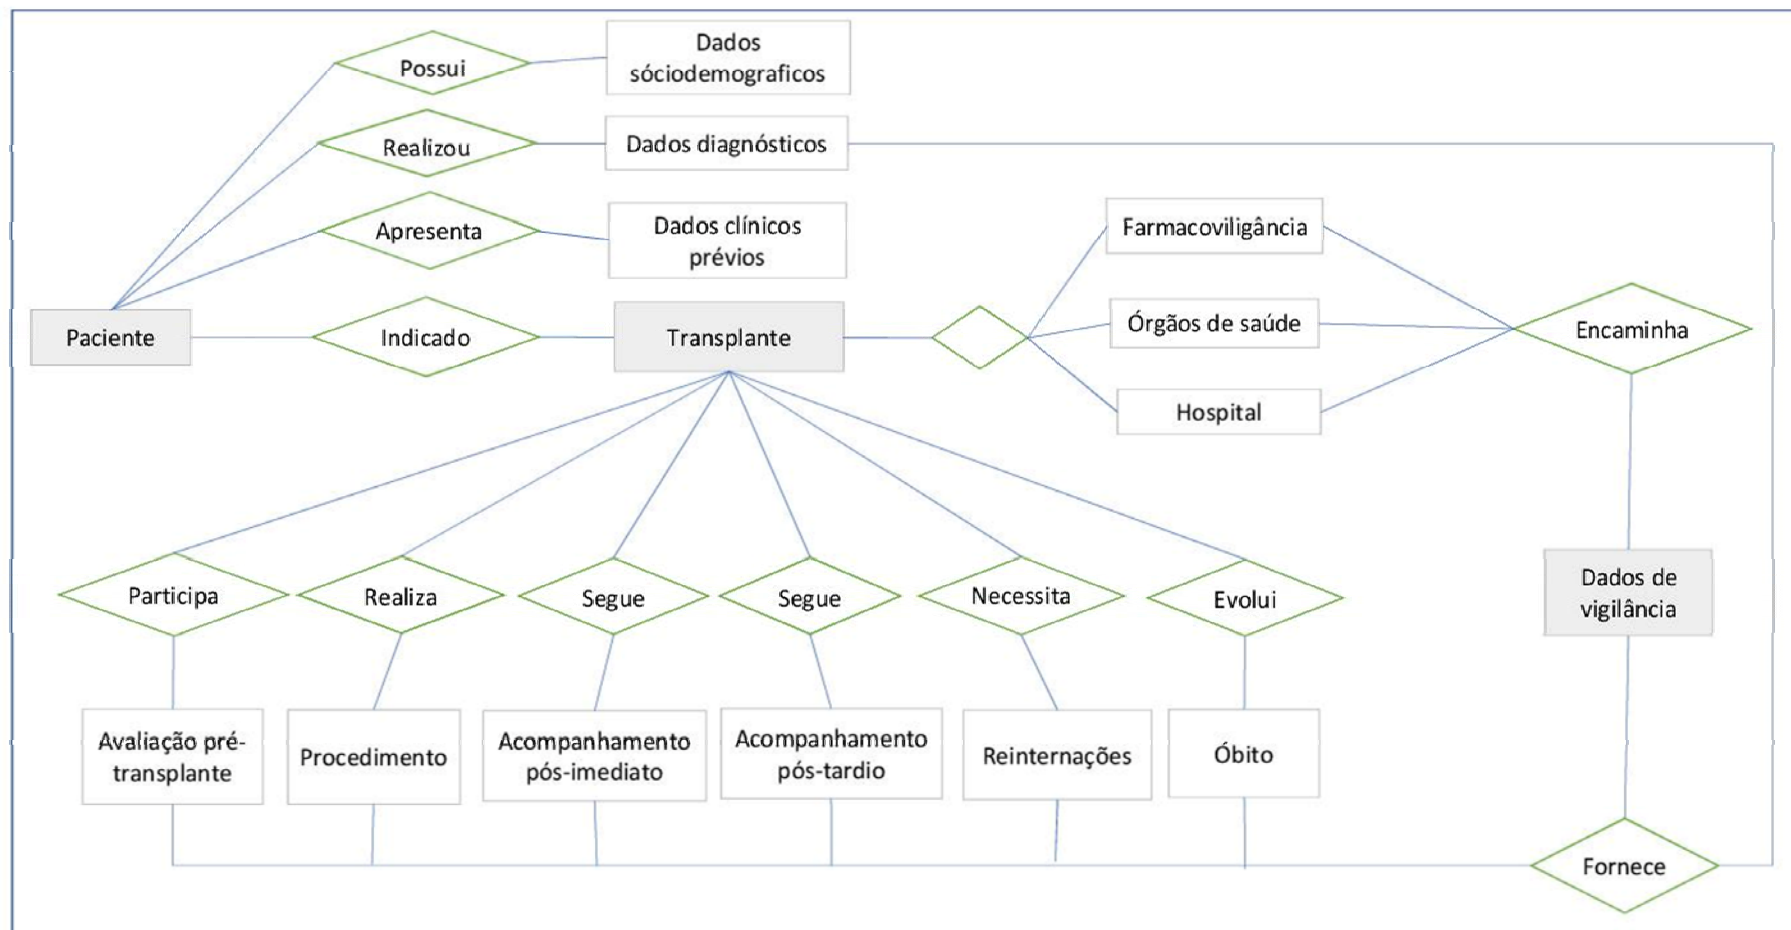 Possui
Dados
sóciodemograficos
Realizou
Dados diagnósticos
Apresenta
Dados clínicos
prévios
Farmacoviligância
Paciente
Indicado
Transplante
Órgãos de saúde
Encaminha
Hospital
Participa
Realiza
Segue
Segue
Necessita
Evolui
Dados de
vigilância
Avaliação pré-
transplante
Procedimento
Acompanhamento
pós-imediato
Acompanhamento
pós-tardio
Reinternações
Óbito
Fornece